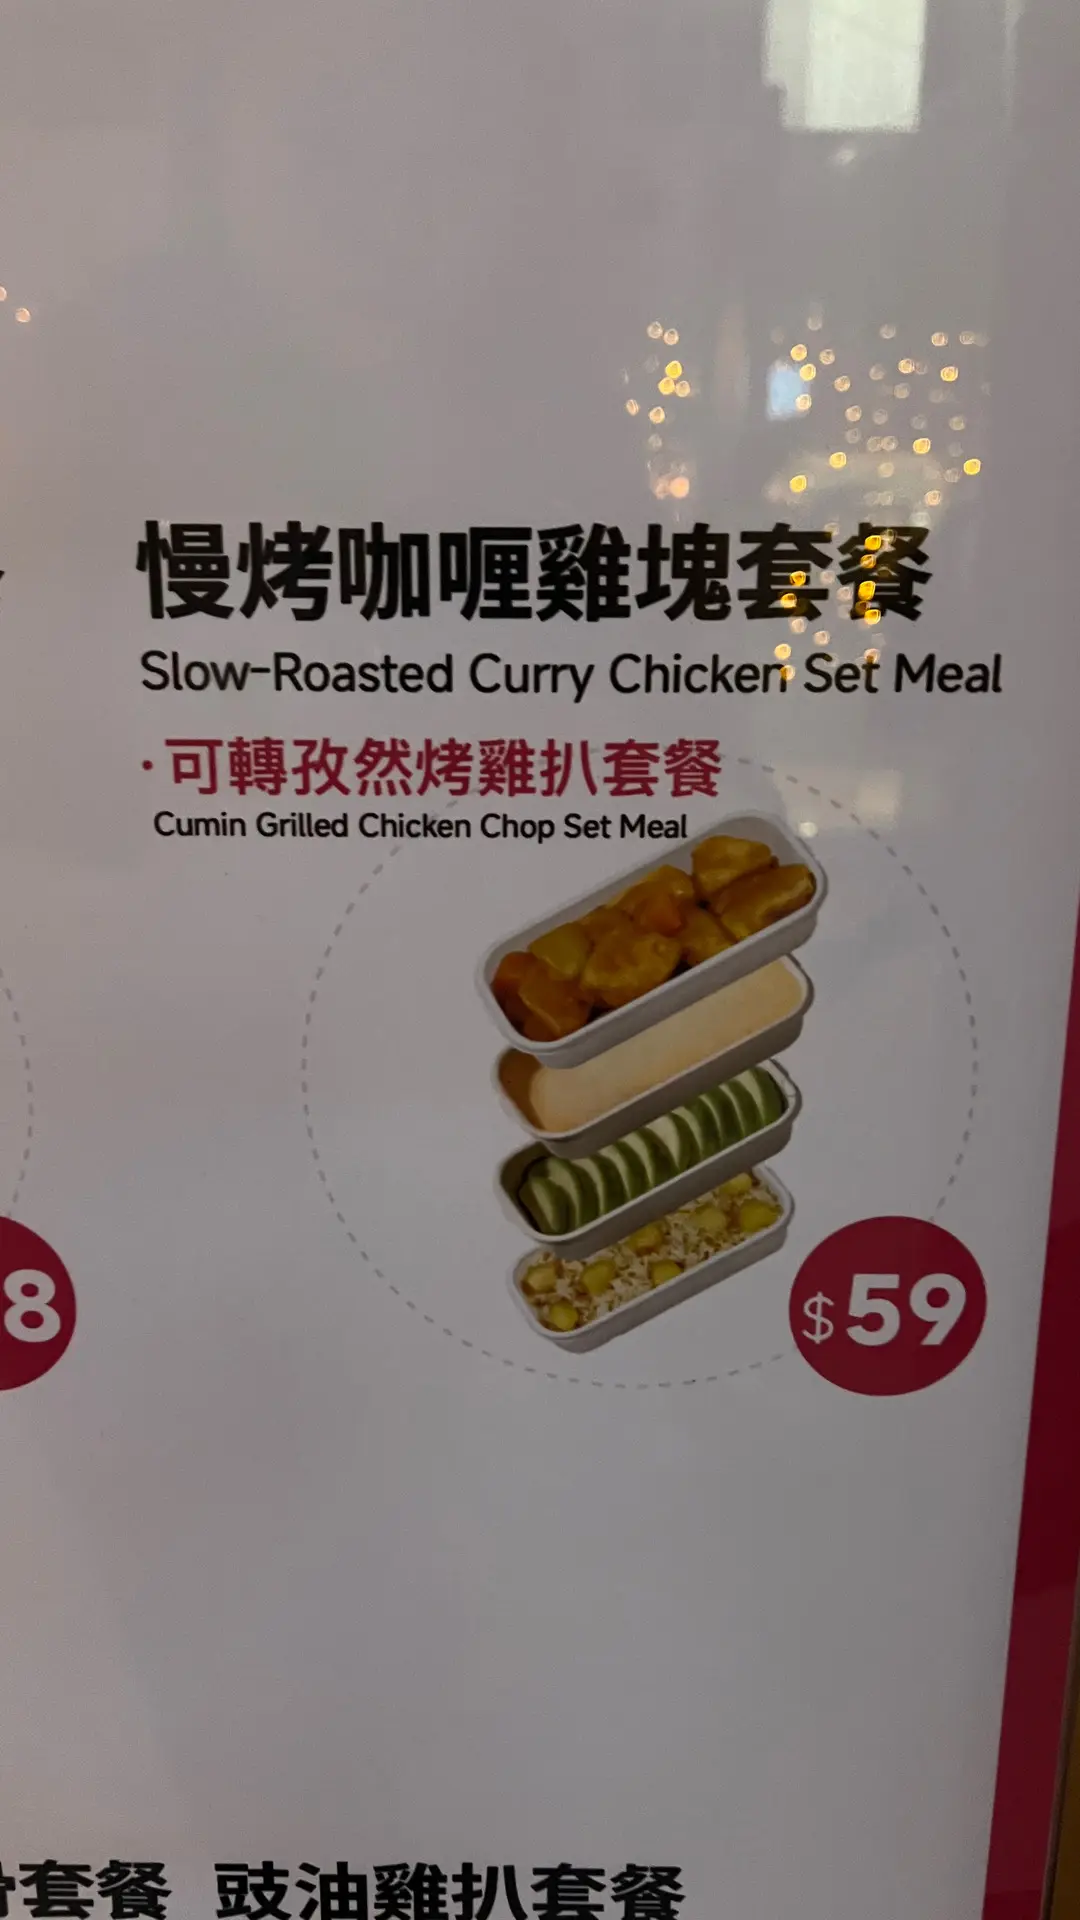 慢烤咖喱雞塊套餐
Slow-Roasted Curry Chicken Set Meal
·可轉孜然烤雞扒套餐
Cumin Grilled Chicken Chop Set Meal
8
$59
套餐 豉油雞扒套餐